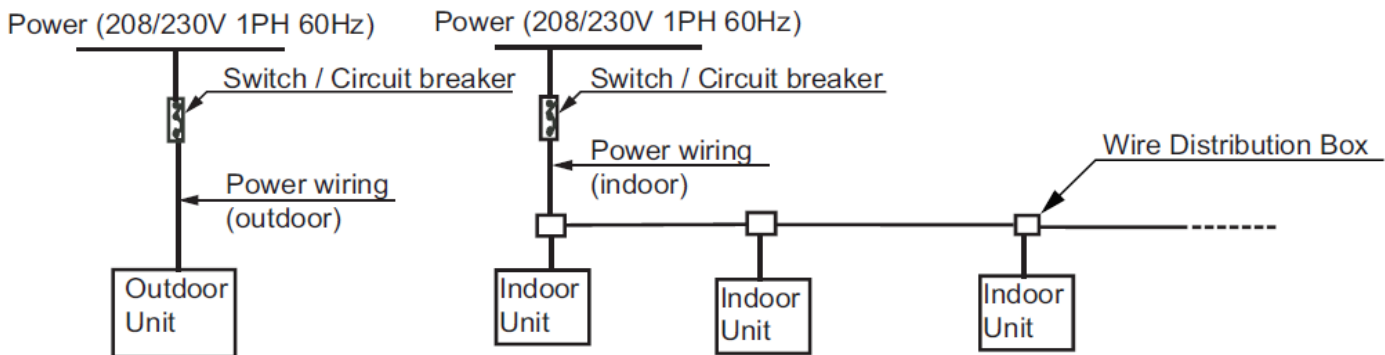 Power (208/230V 1PH 60Hz)
Switch / Circuit breaker
Power wiring
(outdoor)
Outdoor
Unit
Power (208/230V 1PH 60Hz)
Switch / Circuit breaker
Power wiring
(indoor)
Wire Distribution Box
Indoor
Unit
Indoor
Unit
Indoor
Unit